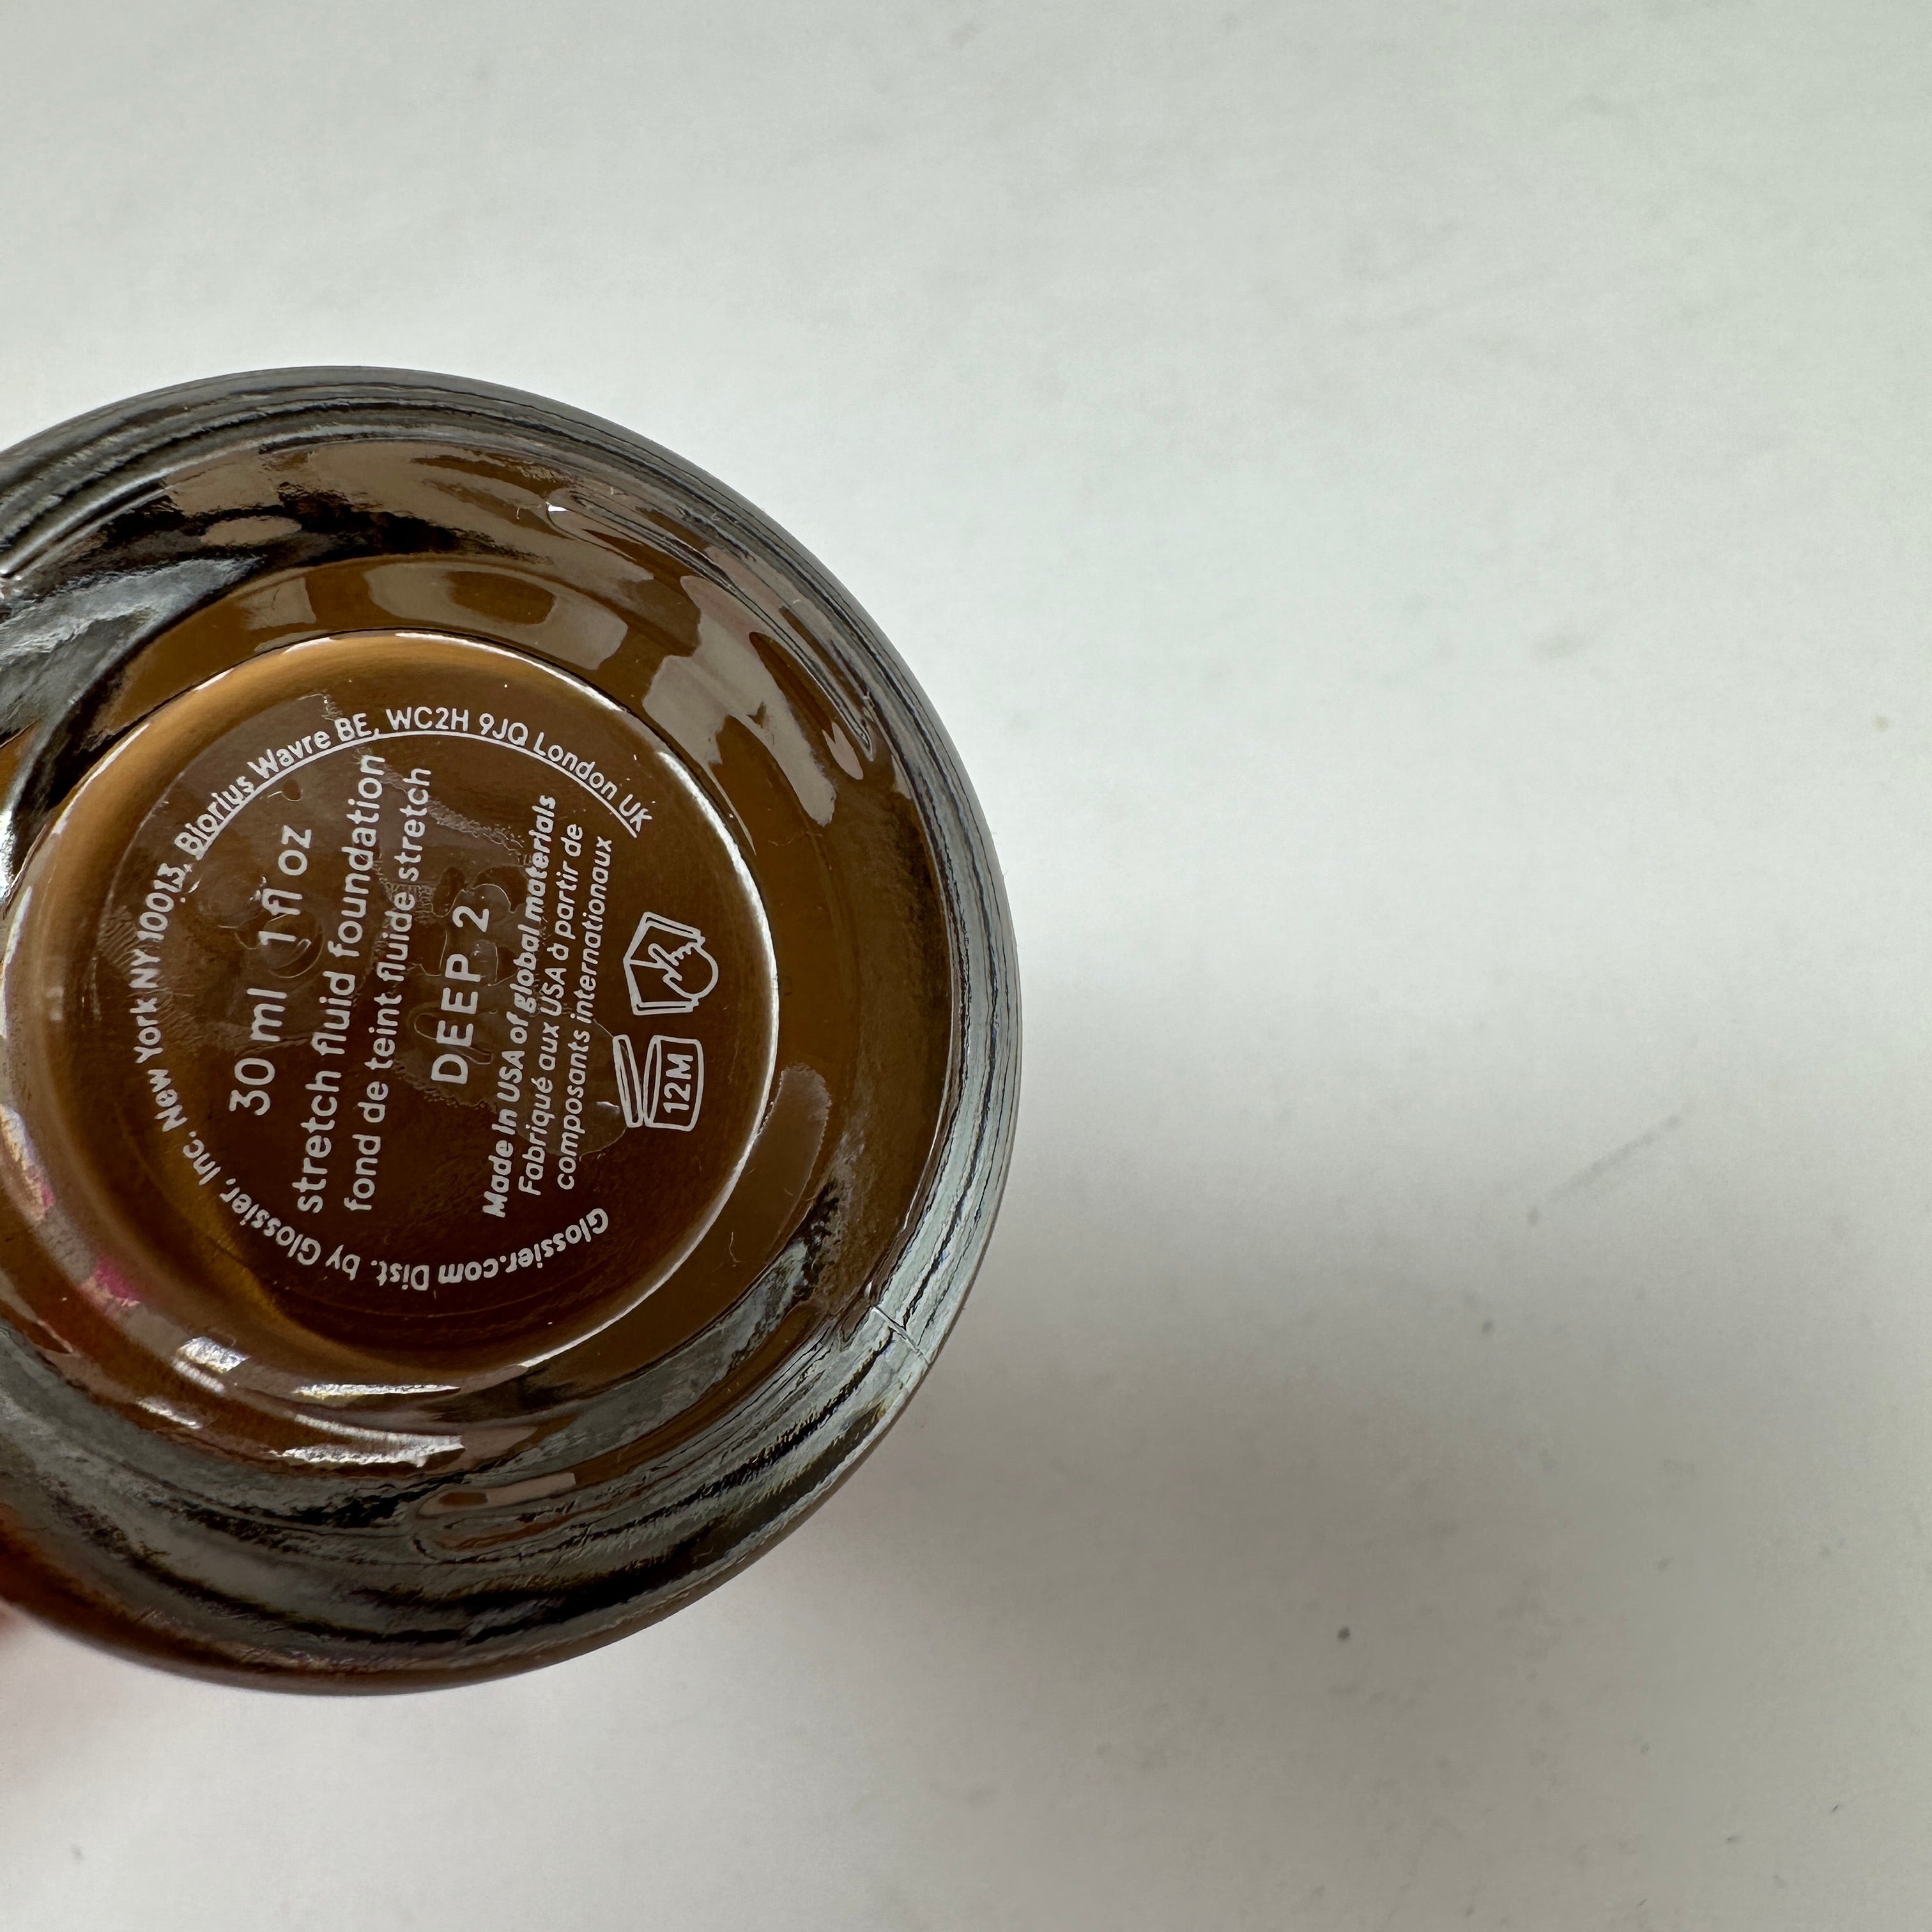 Glossier.com Dist. by Glossier, Inc. New York NY 10013, Biorius Wavre BE, WC2H 9JQ London UK
30 ml 1 fl oz
stretch fluid foundation
fond de teint fluide stretch
DEEP 2
Made in USA of global materials
Fabriqué aux USA à partir de
composants internationaux
12M